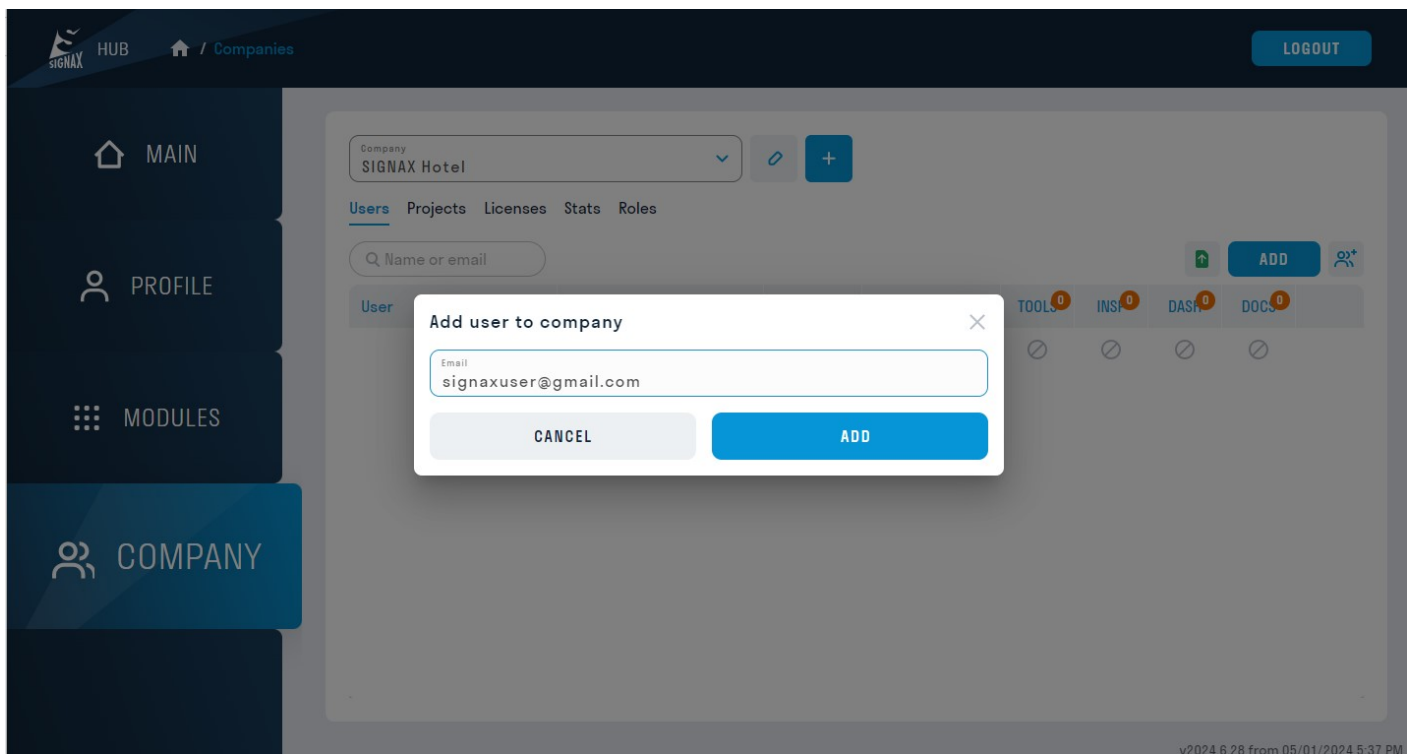 SIGNAX HUB / Companies LOGOUT
MAIN
PROFILE
MODULES
COMPANY
Company
SIGNAX Hotel
+
Users Projects Licenses Stats Roles
Name or email
ADD
User TOOLS 0 INSP 0 DASH 0 DOCS 0
Add user to company
Email
signaxuser@gmail.com
CANCEL ADD
v2024.6.28 from 05/01/2024 5:37 PM